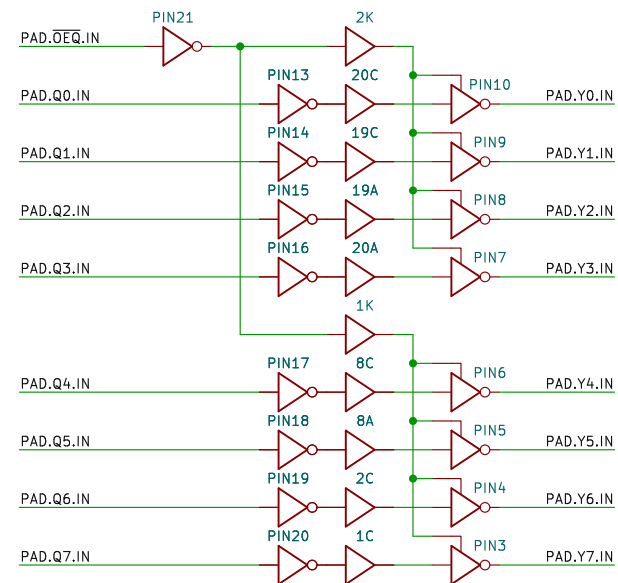 PIN21 2K
PAD.OEQ.IN
PIN13 20C PIN10
PAD.Q0.IN PAD.Y0.IN
PIN14 19C PIN9
PAD.Q1.IN PAD.Y1.IN
PIN15 19A PIN8
PAD.Q2.IN PAD.Y2.IN
PIN16 20A PIN7
PAD.Q3.IN PAD.Y3.IN
1K
PIN17 8C PIN6
PAD.Q4.IN PAD.Y4.IN
PIN18 8A PIN5
PAD.Q5.IN PAD.Y5.IN
PIN19 2C PIN4
PAD.Q6.IN PAD.Y6.IN
PIN20 1C PIN3
PAD.Q7.IN PAD.Y7.IN